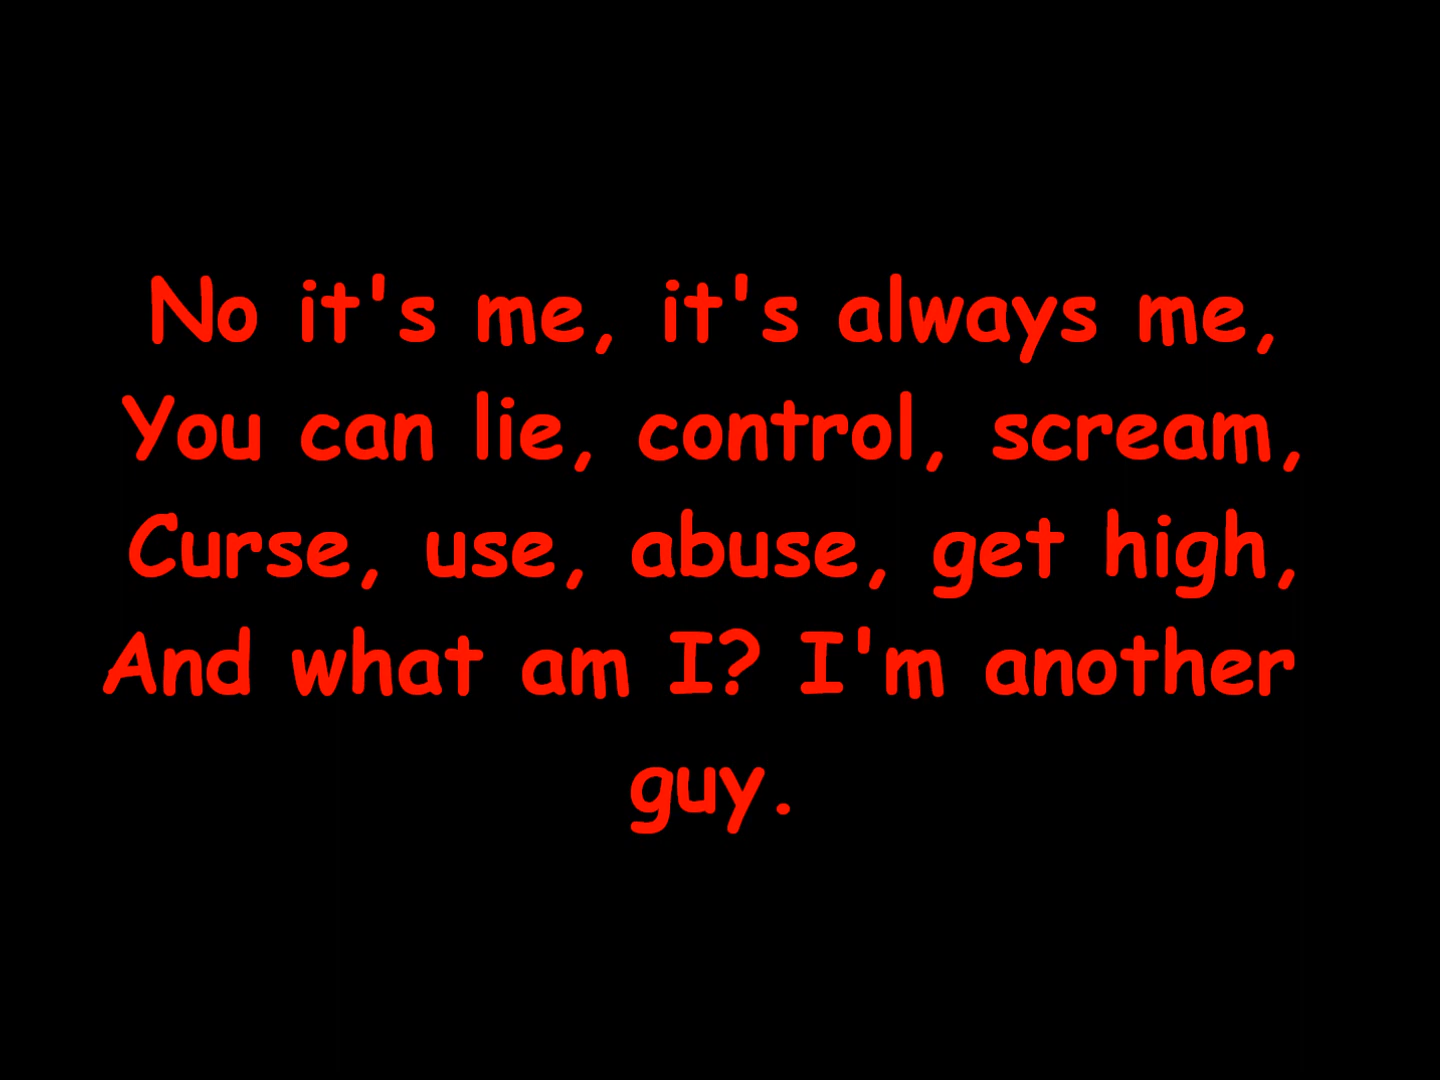 No it's me, it's always me,
You can lie, control, scream,
Curse, use, abuse, get high,
And what am I? I'm another
guy.